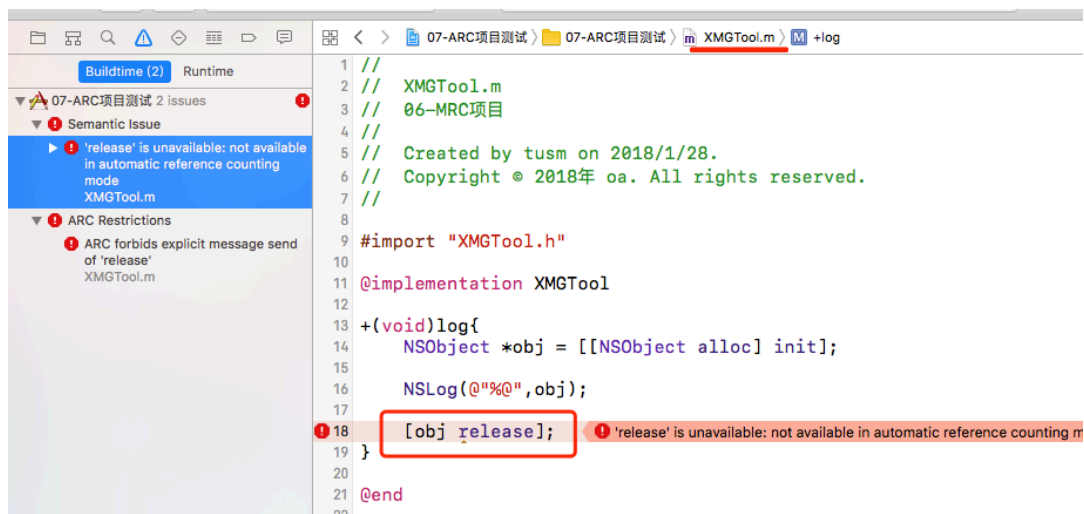 07-ARC项目测试 〉 07-ARC项目测试 〉 m XMGTool.m 〉 M +log
Buildtime (2) Runtime
07-ARC项目测试 2 issues
Semantic Issue
'release' is unavailable: not available
in automatic reference counting
mode
XMGTool.m
ARC Restrictions
ARC forbids explicit message send
of 'release'
XMGTool.m
1 //
2 // XMGTool.m
3 // 06—MRC项目
4 //
5 // Created by tusm on 2018/1/28.
6 // Copyright © 2018年 oa. All rights reserved.
7 //
8
9 #import "XMGTool.h"
10
11 @implementation XMGTool
12
13 +(void)log{
14 NSObject *obj = [[NSObject alloc] init];
15
16 NSLog(@"%@",obj);
17
18 [obj release]; 'release' is unavailable: not available in automatic reference counting m
19 }
20
21 @end